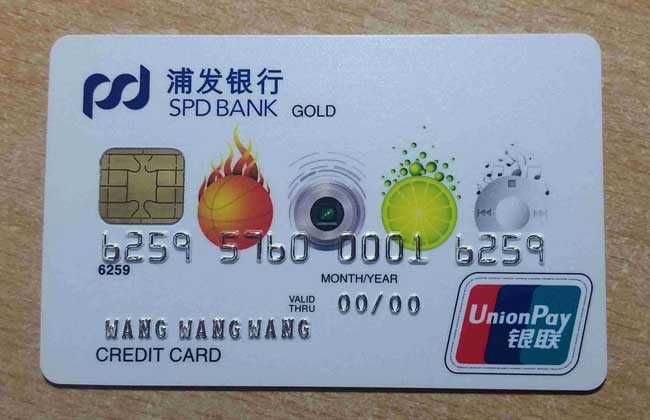 浦发银行
SPD BANK GOLD
6259 5760 0001 6259
6259
MONTH/YEAR
VALID THRU 00/00
WANG WANG WANG
CREDIT CARD
UnionPay
银联